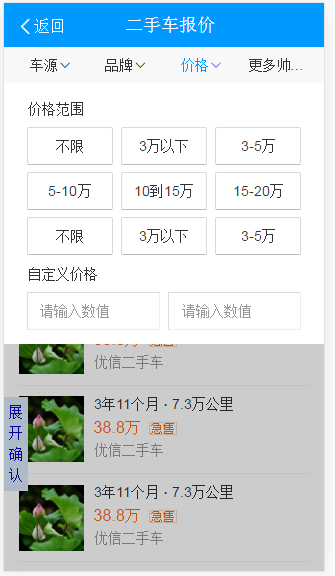 返回 二手车报价
车源 品牌 价格 更多帅...
价格范围
不限 3万以下 3-5万
5-10万 10到15万 15-20万
不限 3万以下 3-5万
自定义价格
请输入数值 请输入数值
优信二手车
展开确认
3年11个月 · 7.3万公里
38.8万 急售
优信二手车
3年11个月 · 7.3万公里
38.8万 急售
优信二手车